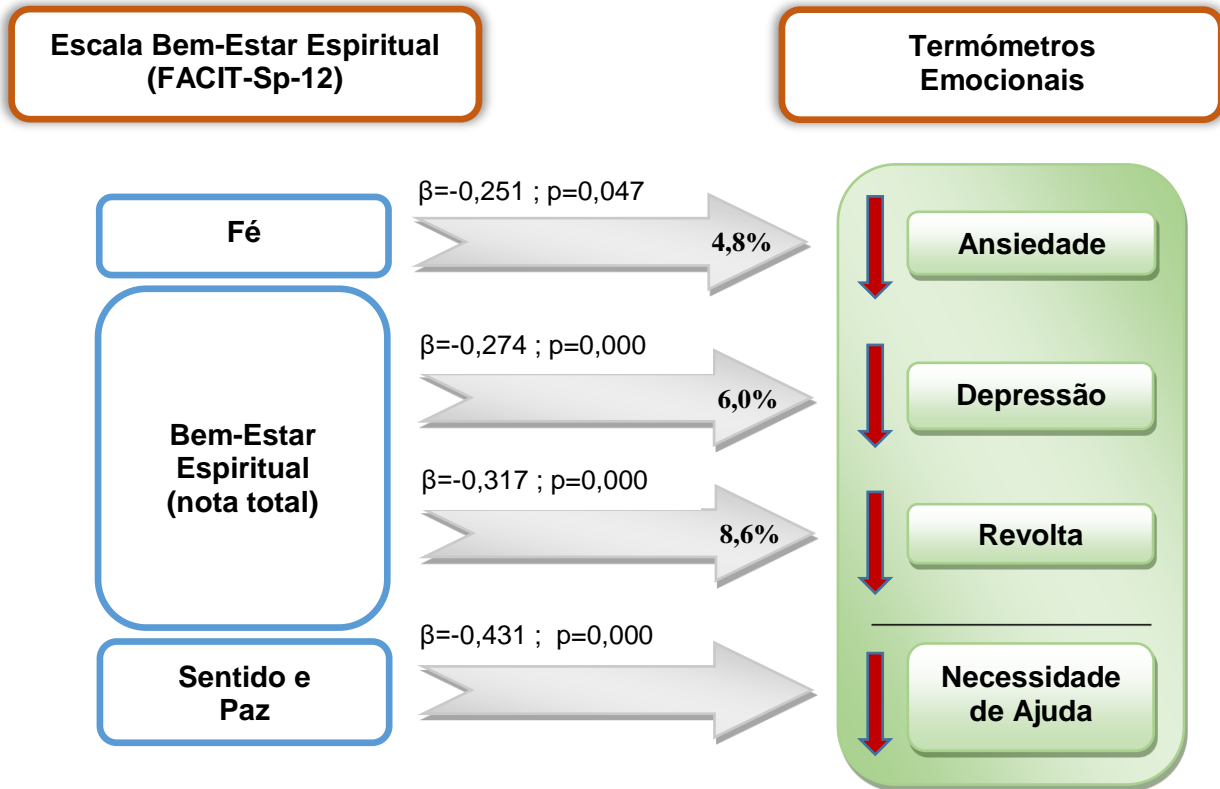 Escala Bem-Estar Espiritual
(FACIT-Sp-12)
Termómetros
Emocionais
Fé
β=-0,251 ; p=0,047
4,8%
Ansiedade
Bem-Estar
Espiritual
(nota total)
β=-0,274 ; p=0,000
6,0%
Depressão
β=-0,317 ; p=0,000
8,6%
Revolta
Sentido e
Paz
β=-0,431 ; p=0,000
Necessidade
de Ajuda